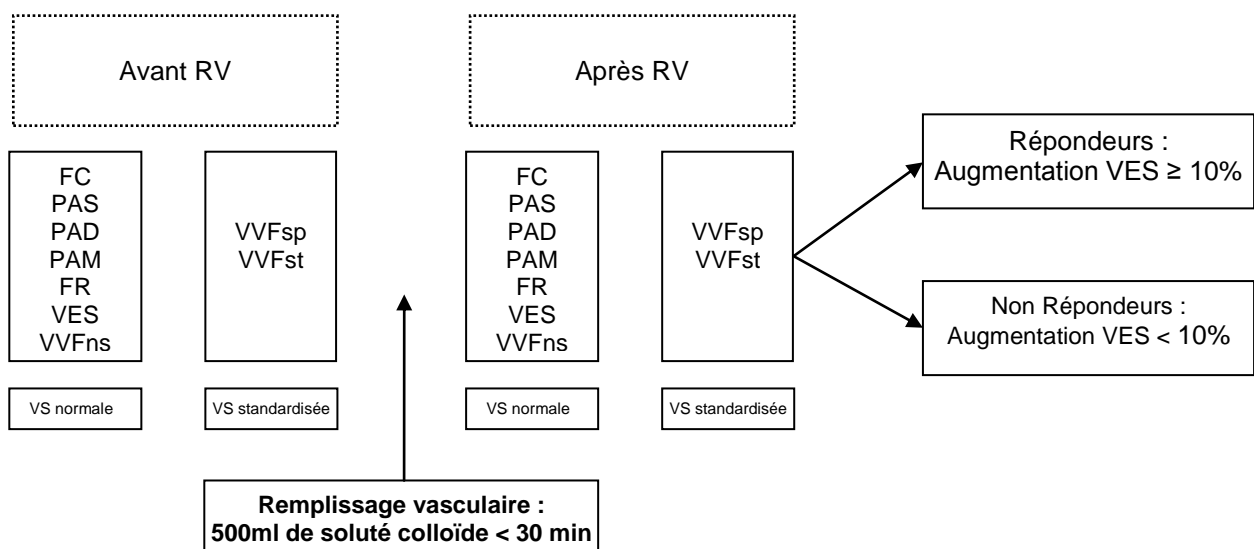 Avant RV
Après RV
FC
PAS
PAD
PAM
FR
VES
VVFns
VVFsp
VVFst
FC
PAS
PAD
PAM
FR
VES
VVFns
VVFsp
VVFst
Répondeurs :
Augmentation VES ≥ 10%
Non Répondeurs :
Augmentation VES < 10%
VS normale
VS standardisée
VS normale
VS standardisée
Remplissage vasculaire :
500ml de soluté colloïde < 30 min